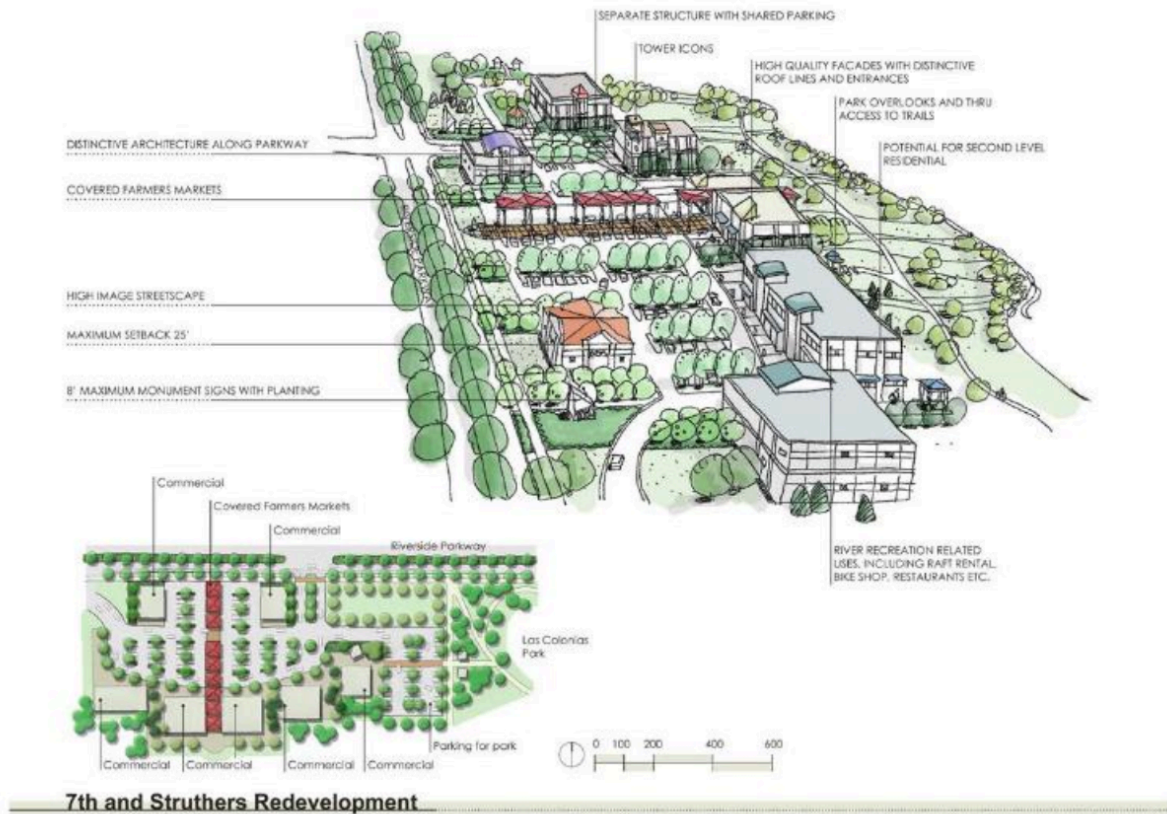 SEPARATE STRUCTURE WITH SHARED PARKING
TOWER ICONS
HIGH QUALITY FACADES WITH DISTINCTIVE
ROOF LINES AND ENTRANCES
PARK OVERLOOKS AND THRU
ACCESS TO TRAILS
POTENTIAL FOR SECOND LEVEL
RESIDENTIAL
DISTINCTIVE ARCHITECTURE ALONG PARKWAY
COVERED FARMERS MARKETS
HIGH IMAGE STREETSCAPE
MAXIMUM SETBACK 25'
8' MAXIMUM MONUMENT SIGNS WITH PLANTING
RIVER RECREATION RELATED
USES, INCLUDING RAFT RENTAL,
BIKE SHOP, RESTAURANTS ETC.
Commercial
Covered Farmers Markets
Commercial
Riverside Parkway
Las Colonias
Park
Parking for park
Commercial
Commercial
Commercial
Commercial
0 100 200 400 600
7th and Struthers Redevelopment